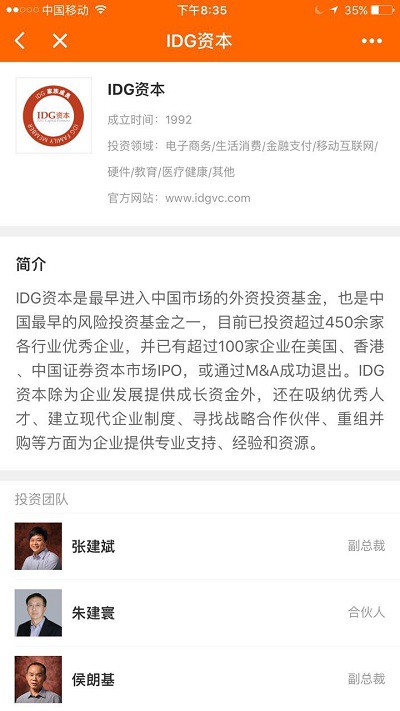 中国移动
下午8:35
35%
IDG资本
IDG资本
IDG 家族成员
IDG资本
IDG FAMILY MEMBER
成立时间：1992
投资领域：电子商务/生活消费/金融支付/移动互联网/
硬件/教育/医疗健康/其他
官方网站：www.idgvc.com
简介
IDG资本是最早进入中国市场的外资投资基金，也是中
国最早的风险投资基金之一，目前已投资超过450余家
各行业优秀企业，并已有超过100家企业在美国、香港
、中国证券资本市场IPO，或通过M&A成功退出。IDG
资本除为企业发展提供成长资金外，还在吸纳优秀人
才、建立现代企业制度、寻找战略合作伙伴、重组并
购等方面为企业提供专业支持、经验和资源。
投资团队
张建斌
副总裁
朱建寰
合伙人
侯朗基
副总裁